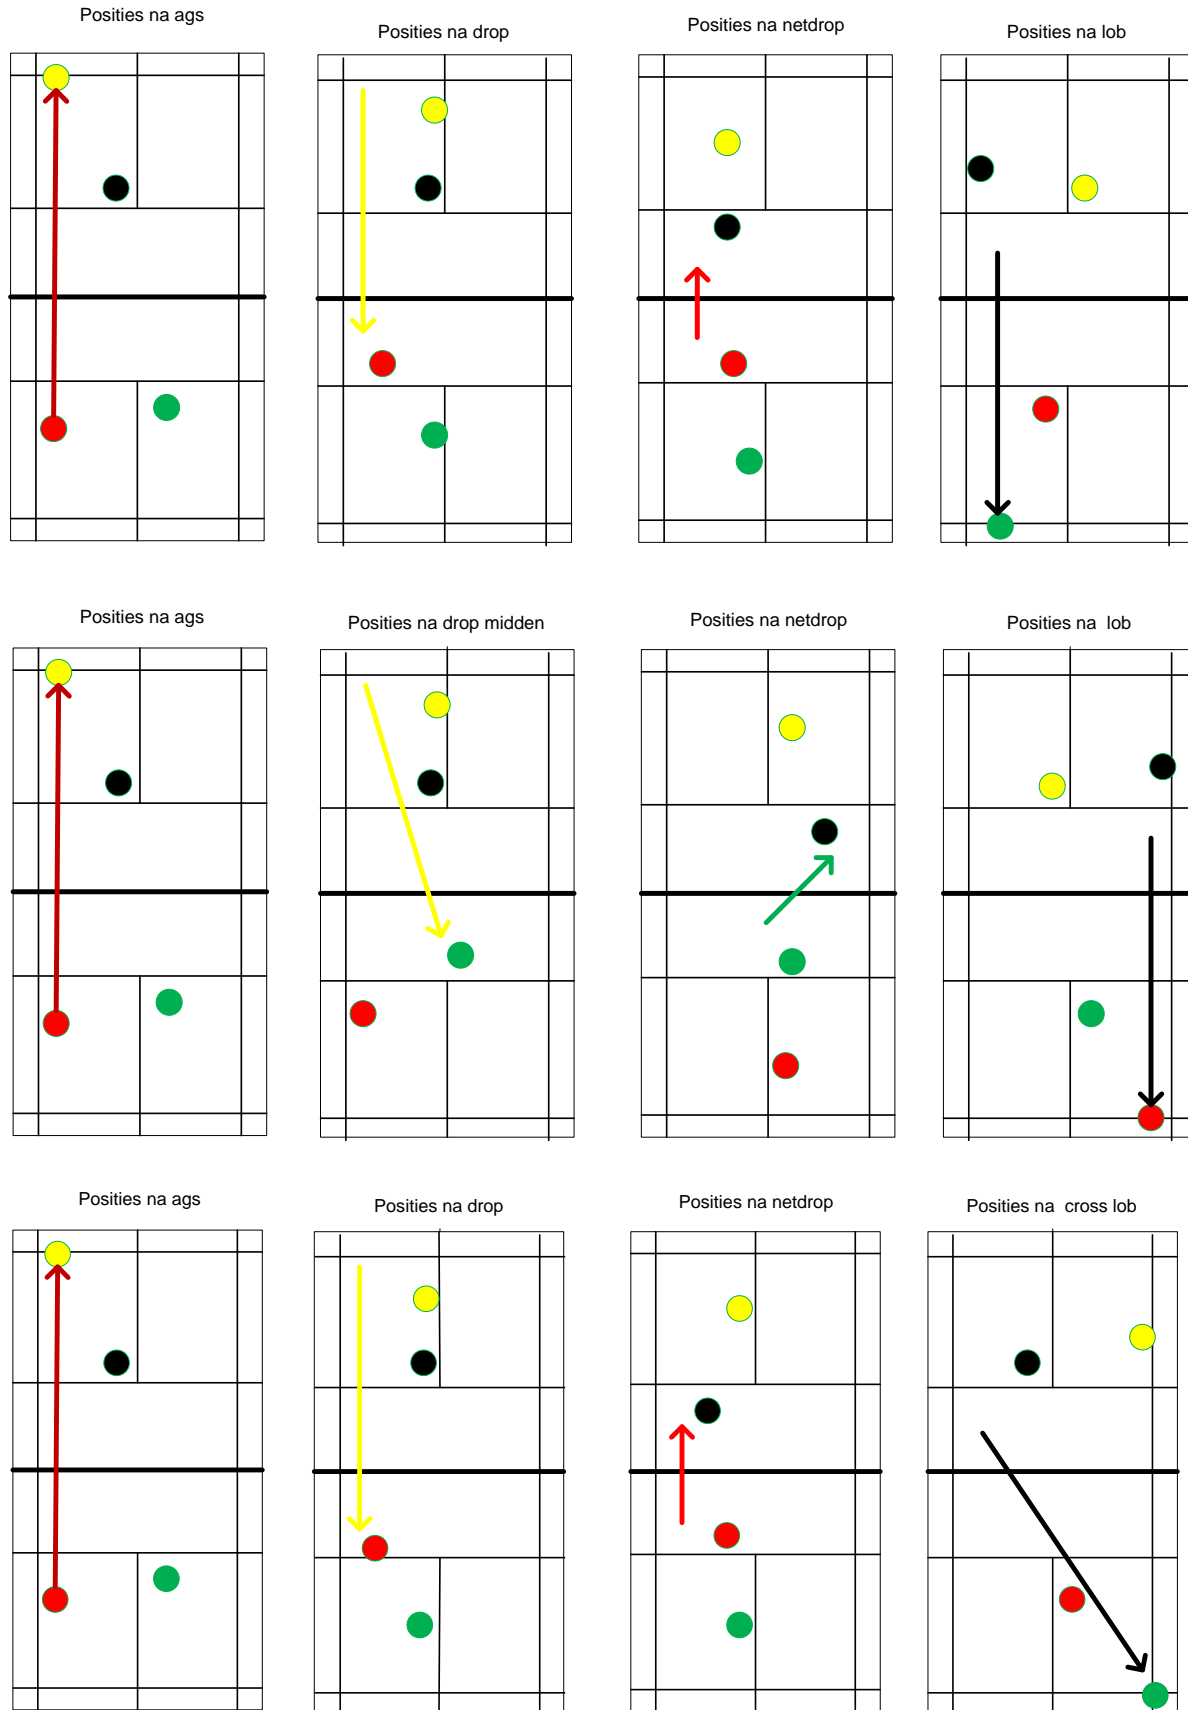 Posities na ags
Posities na drop
Posities na netdrop
Posities na lob
Posities na ags
Posities na drop midden
Posities na netdrop
Posities na  lob
Posities na ags
Posities na drop
Posities na netdrop
Posities na  cross lob